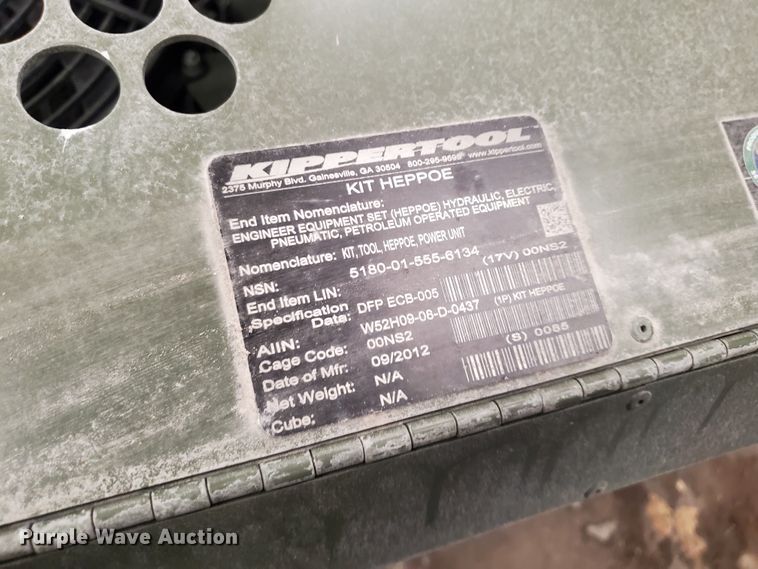 KIPPERTOOL
2375 Murphy Blvd. Gainesville, GA 30504 800-295-9595 www.kippertool.com
KIT HEPPOE
End Item Nomenclature:
ENGINEER EQUIPMENT SET (HEPPOE) HYDRAULIC, ELECTRIC,
PNEUMATIC, PETROLEUM OPERATED EQUIPMENT
Nomenclature: KIT, TOOL, HEPPOE, POWER UNIT
NSN: 5180-01-555-6134 (17V) 00NS2
End Item LIN:
Specification Data: DFP ECB-005 (1P) KIT HEPPOE
AIIN: W52H09-08-D-0437
Cage Code: 00NS2 (S) 0085
Date of Mfr: 09/2012
Net Weight: N/A
Cube: N/A
Purple Wave Auction